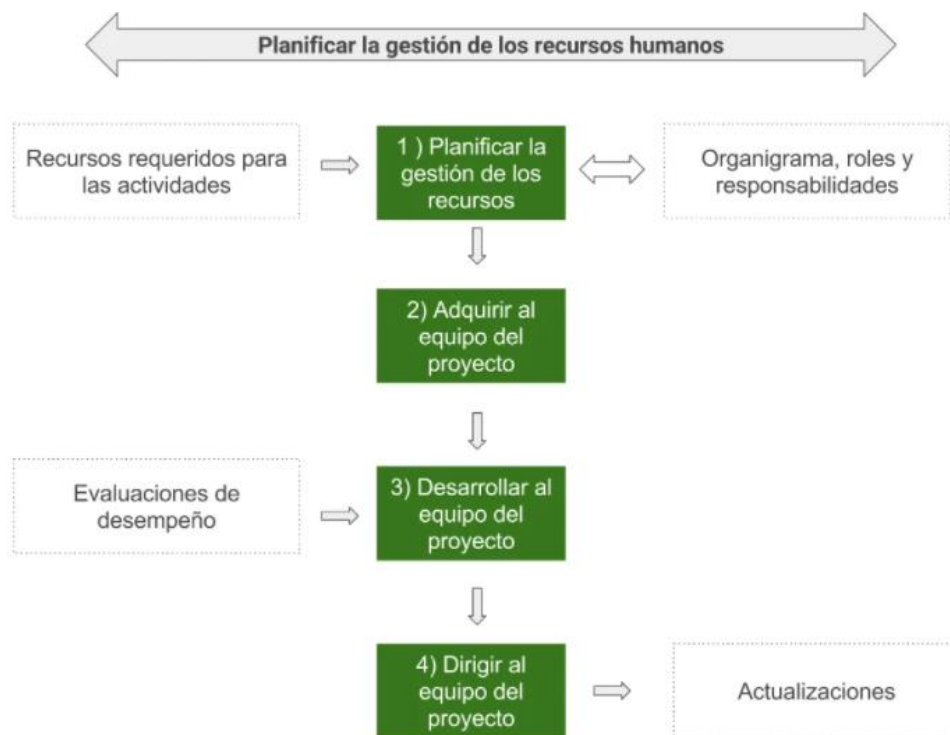 Planificar la gestión de los recursos humanos
Recursos requeridos para
las actividades
1 ) Planificar la
gestión de los
recursos
Organigrama, roles y
responsabilidades
2) Adquirir al
equipo del
proyecto
Evaluaciones de
desempeño
3) Desarrollar al
equipo del
proyecto
4) Dirigir al
equipo del
proyecto
Actualizaciones